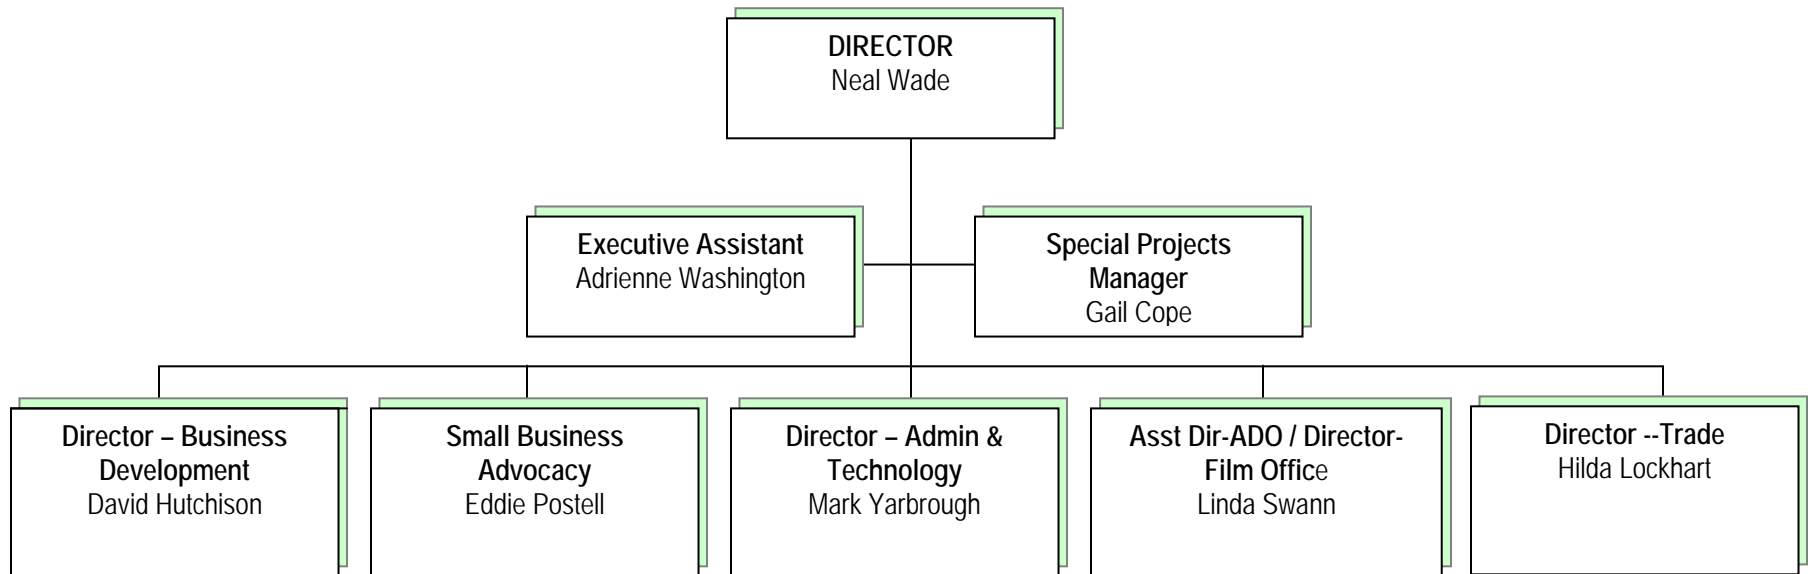 DIRECTOR
Neal Wade
Executive Assistant
Adrienne Washington
Special Projects
Manager
Gail Cope
Director – Business
Development
David Hutchison
Small Business
Advocacy
Eddie Postell
Director – Admin &
Technology
Mark Yarbrough
Asst Dir-ADO / Director-
Film Office
Linda Swann
Director --Trade
Hilda Lockhart